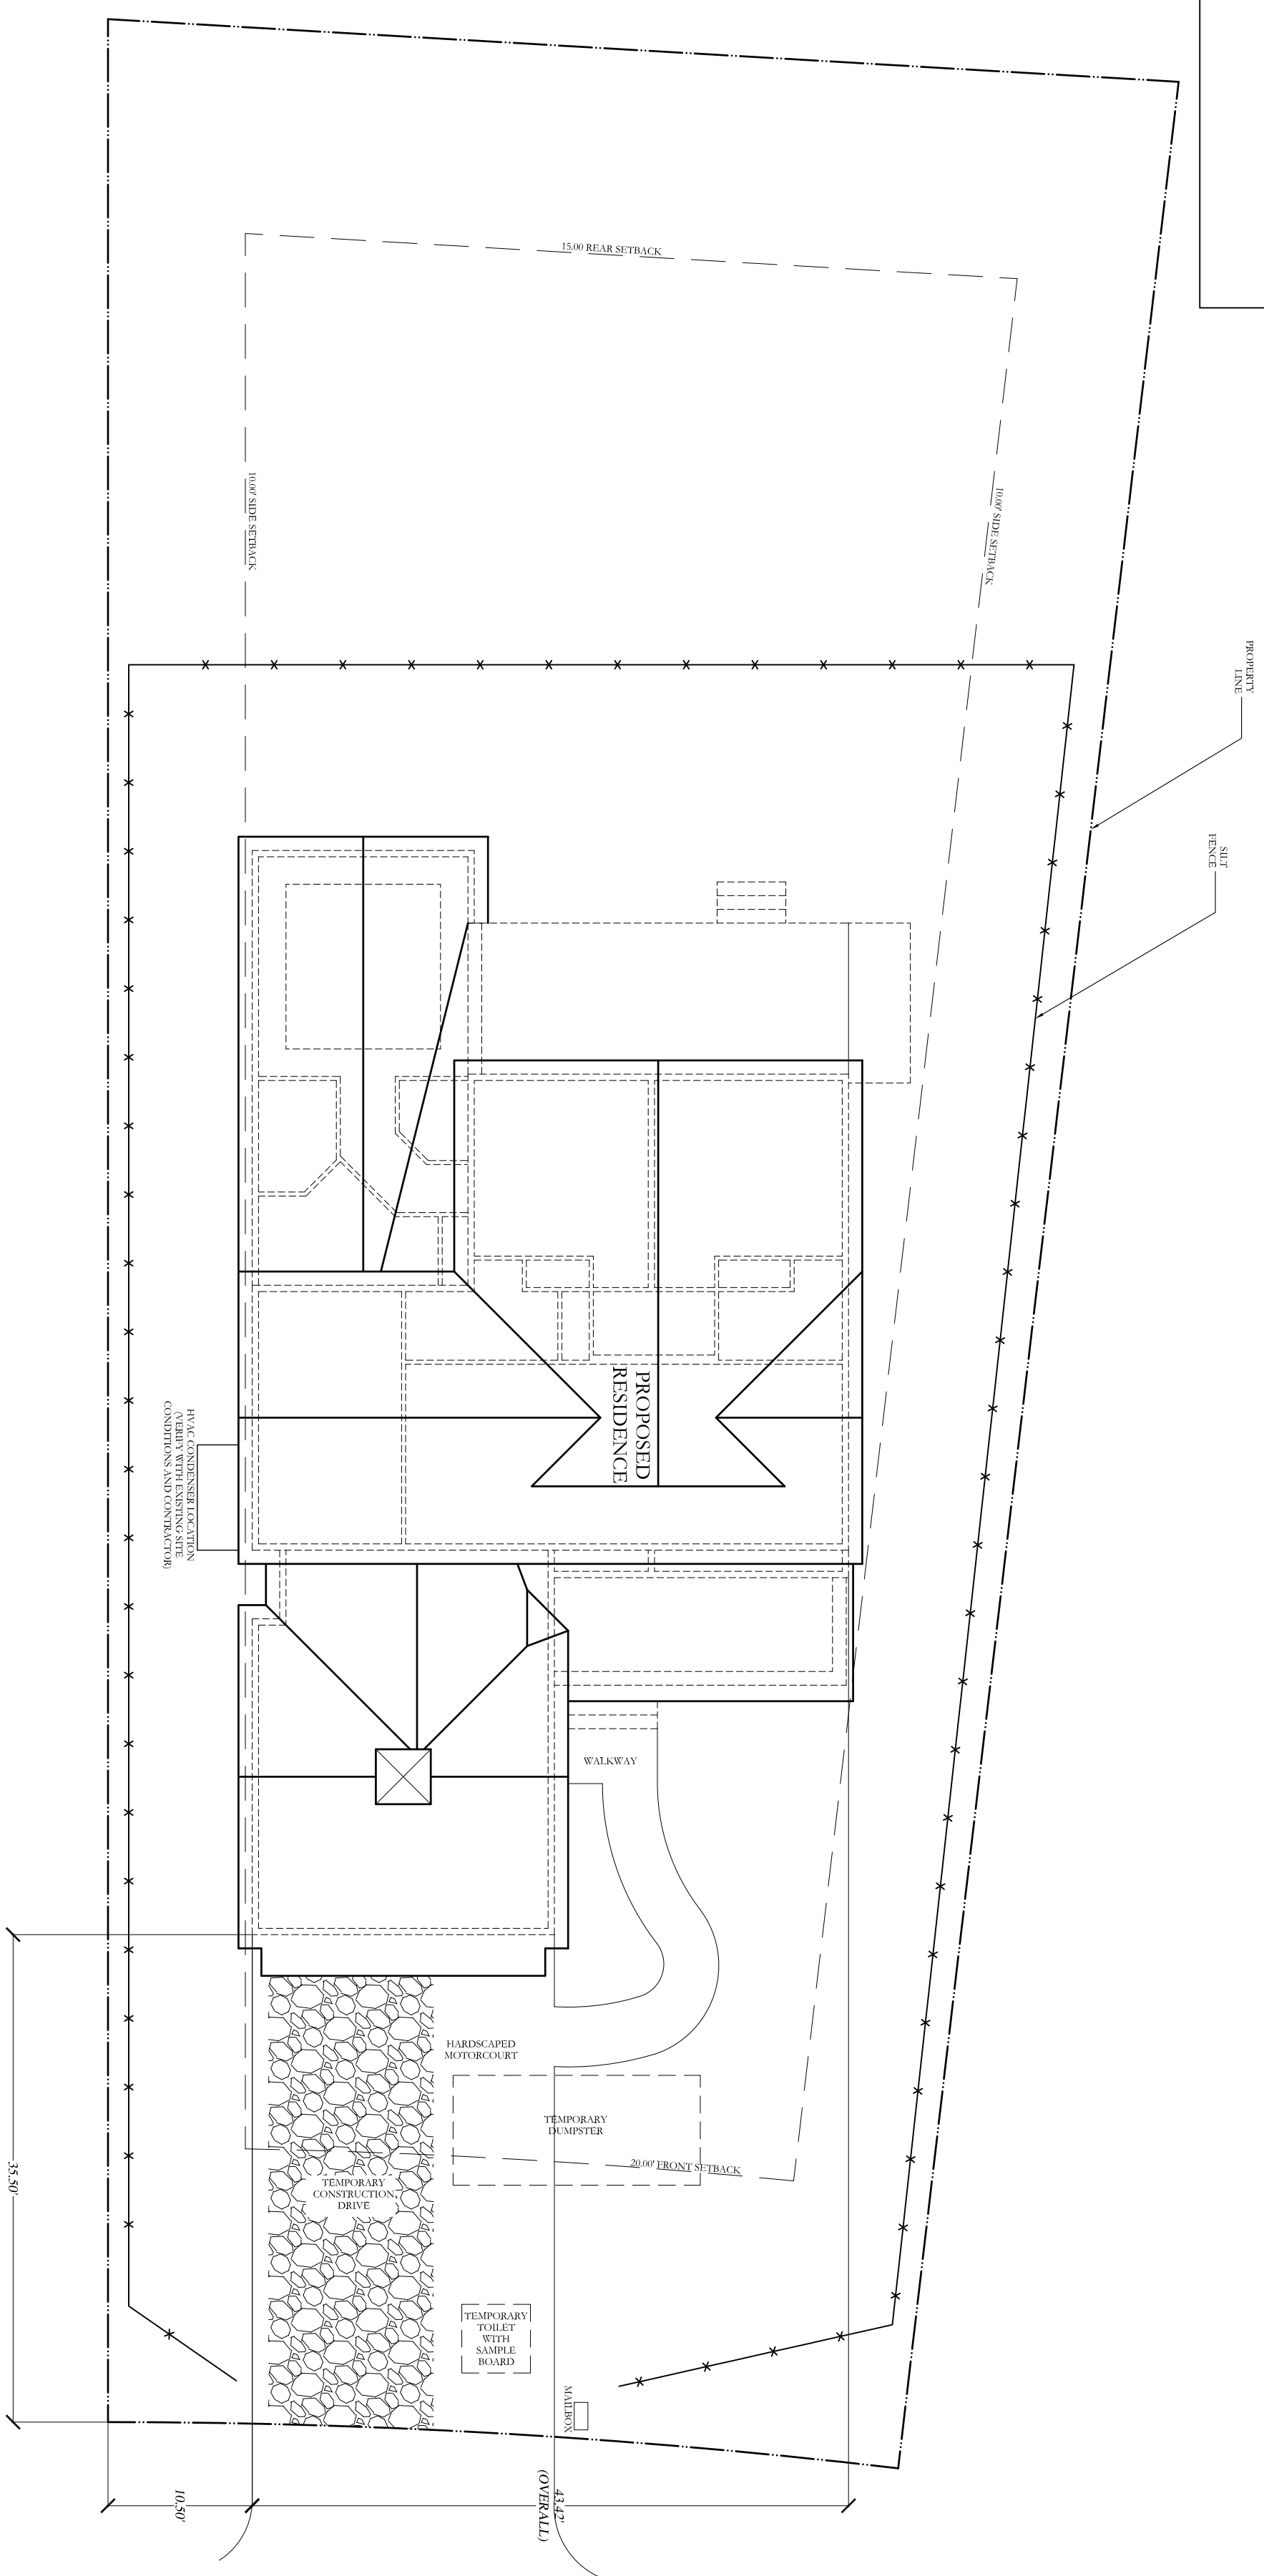 15.00 REAR SETBACK
10.00' SIDE SETBACK
10.00' SIDE SETBACK
PROPERTY
LINE
SILT
FENCE
PROPOSED
RESIDENCE
HVAC CONDENSER LOCATION
(VERIFY WITH EXISTING SITE
CONDITIONS AND CONTRACTOR)
WALKWAY
HARDSCAPED
MOTORCOURT
TEMPORARY
DUMPSTER
20.00' FRONT SETBACK
TEMPORARY
CONSTRUCTION
DRIVE
TEMPORARY
TOILET
WITH
SAMPLE
BOARD
MAILBOX
35.50'
10.50'
43.42'
(OVERALL)